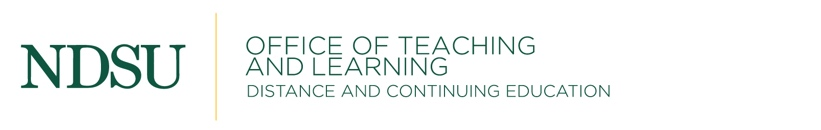 NDSU
OFFICE OF TEACHING
AND LEARNING
DISTANCE AND CONTINUING EDUCATION